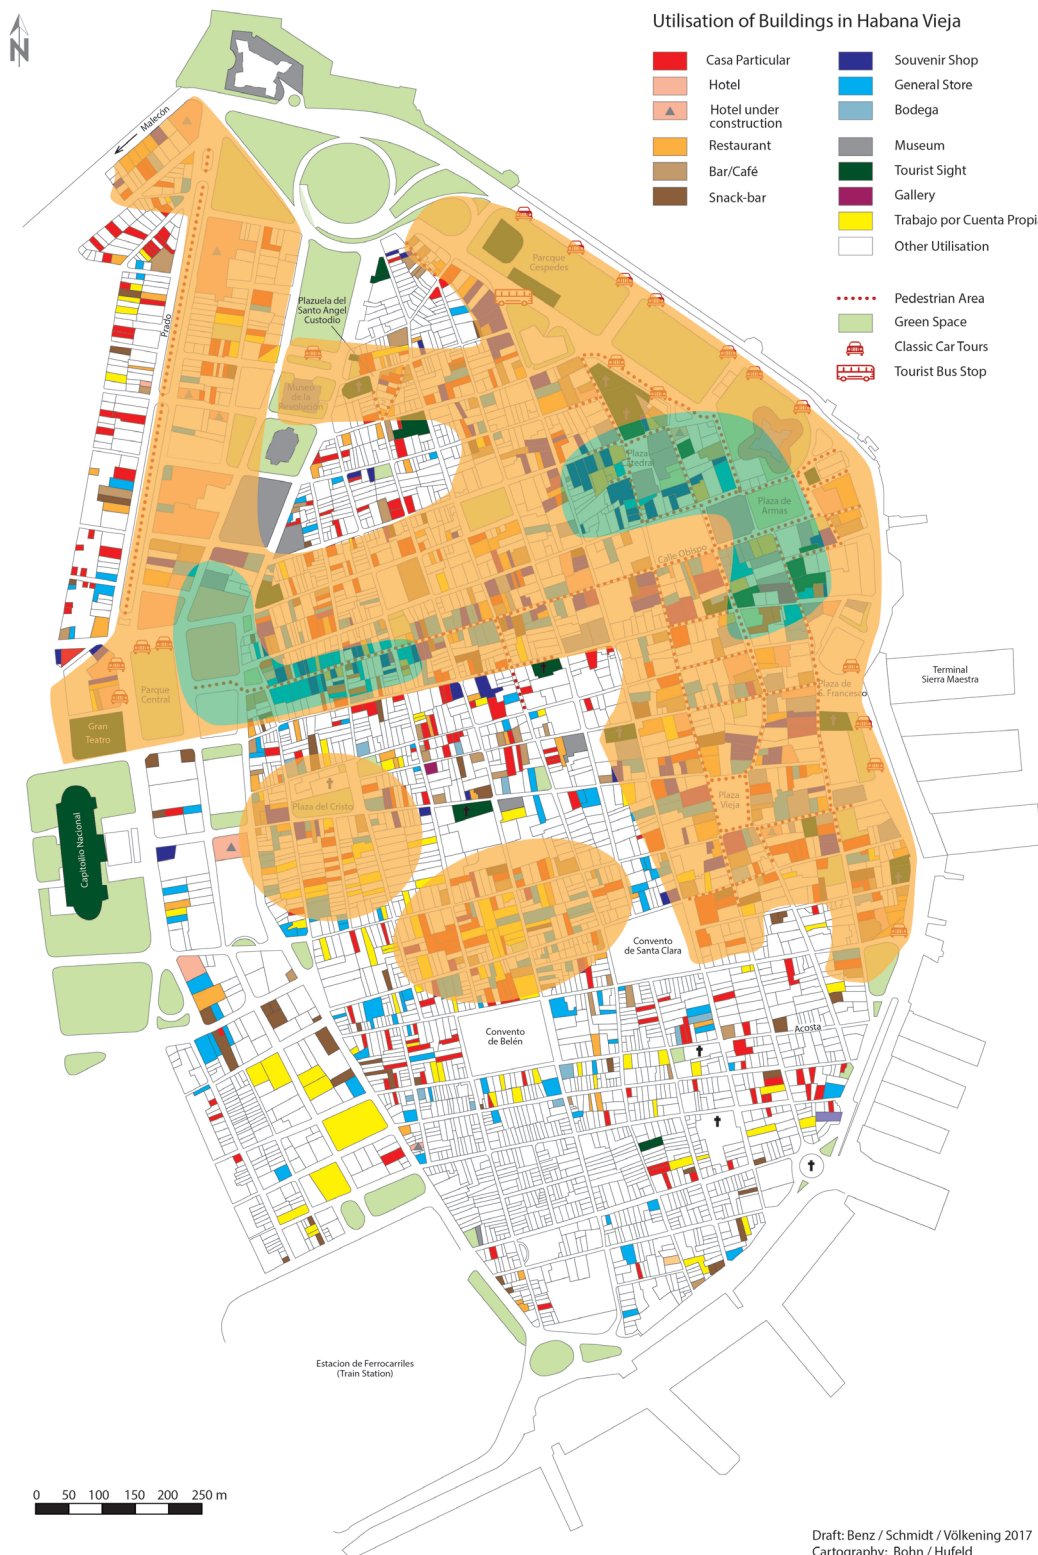 Utilisation of Buildings in Habana Vieja
N
Casa Particular
Hotel
Hotel under
construction
Restaurant
Bar/Café
Snack-bar
Souvenir Shop
General Store
Bodega
Museum
Tourist Sight
Gallery
Trabajo por Cuenta Propi
Other Utilisation
Pedestrian Area
Green Space
Classic Car Tours
Tourist Bus Stop
Malecón
Parcque
Cespedes
Plazuela del
Santo Angel
Custodio
Prado
Museo
de la
Revolución
Plaza
Plaza de
Armas
Calle Obispo
Terminal
Sierra Maestra
Plaza de
S. Francesco
Parque
Central
Gran
Teatro
Plaza
Vieja
Plaza del Cristo
Capitoilio Nacional
Convento
de Santa Clara
Convento
de Belén
Acosta
Estacion de Ferrocarriles
(Train Station)
0 50 100 150 200 250 m
Draft: Benz / Schmidt / Völkening 2017
Cartography: Bohn / Hufeld